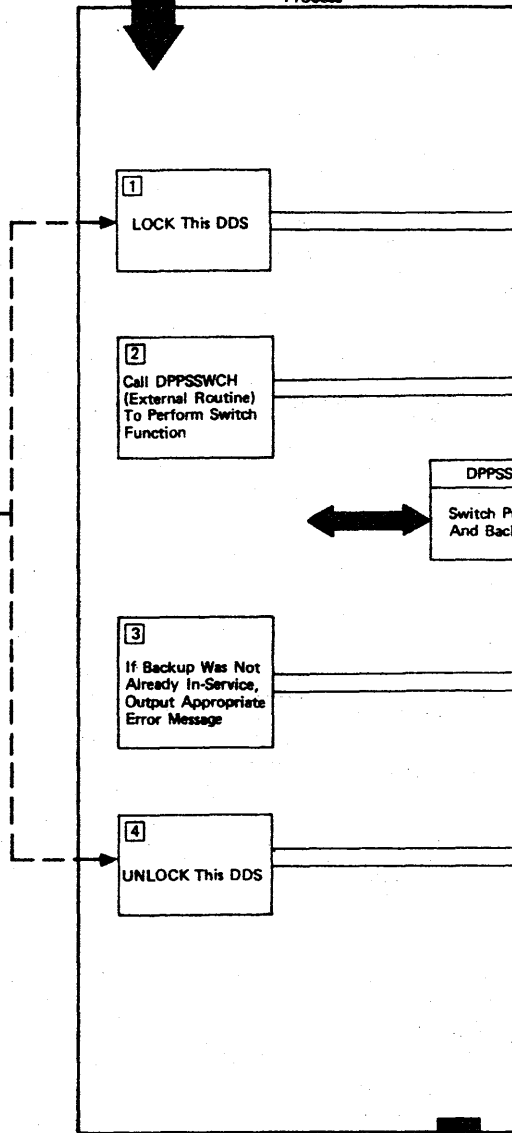 1
LOCK This DDS
2
Call DPPSSWCH
(External Routine)
To Perform Switch
Function
DPPSS
Switch
And
3
If Backup Was Not
Already In-Service,
Output Appropriate
Error Message
4
UNLOCK This DDS